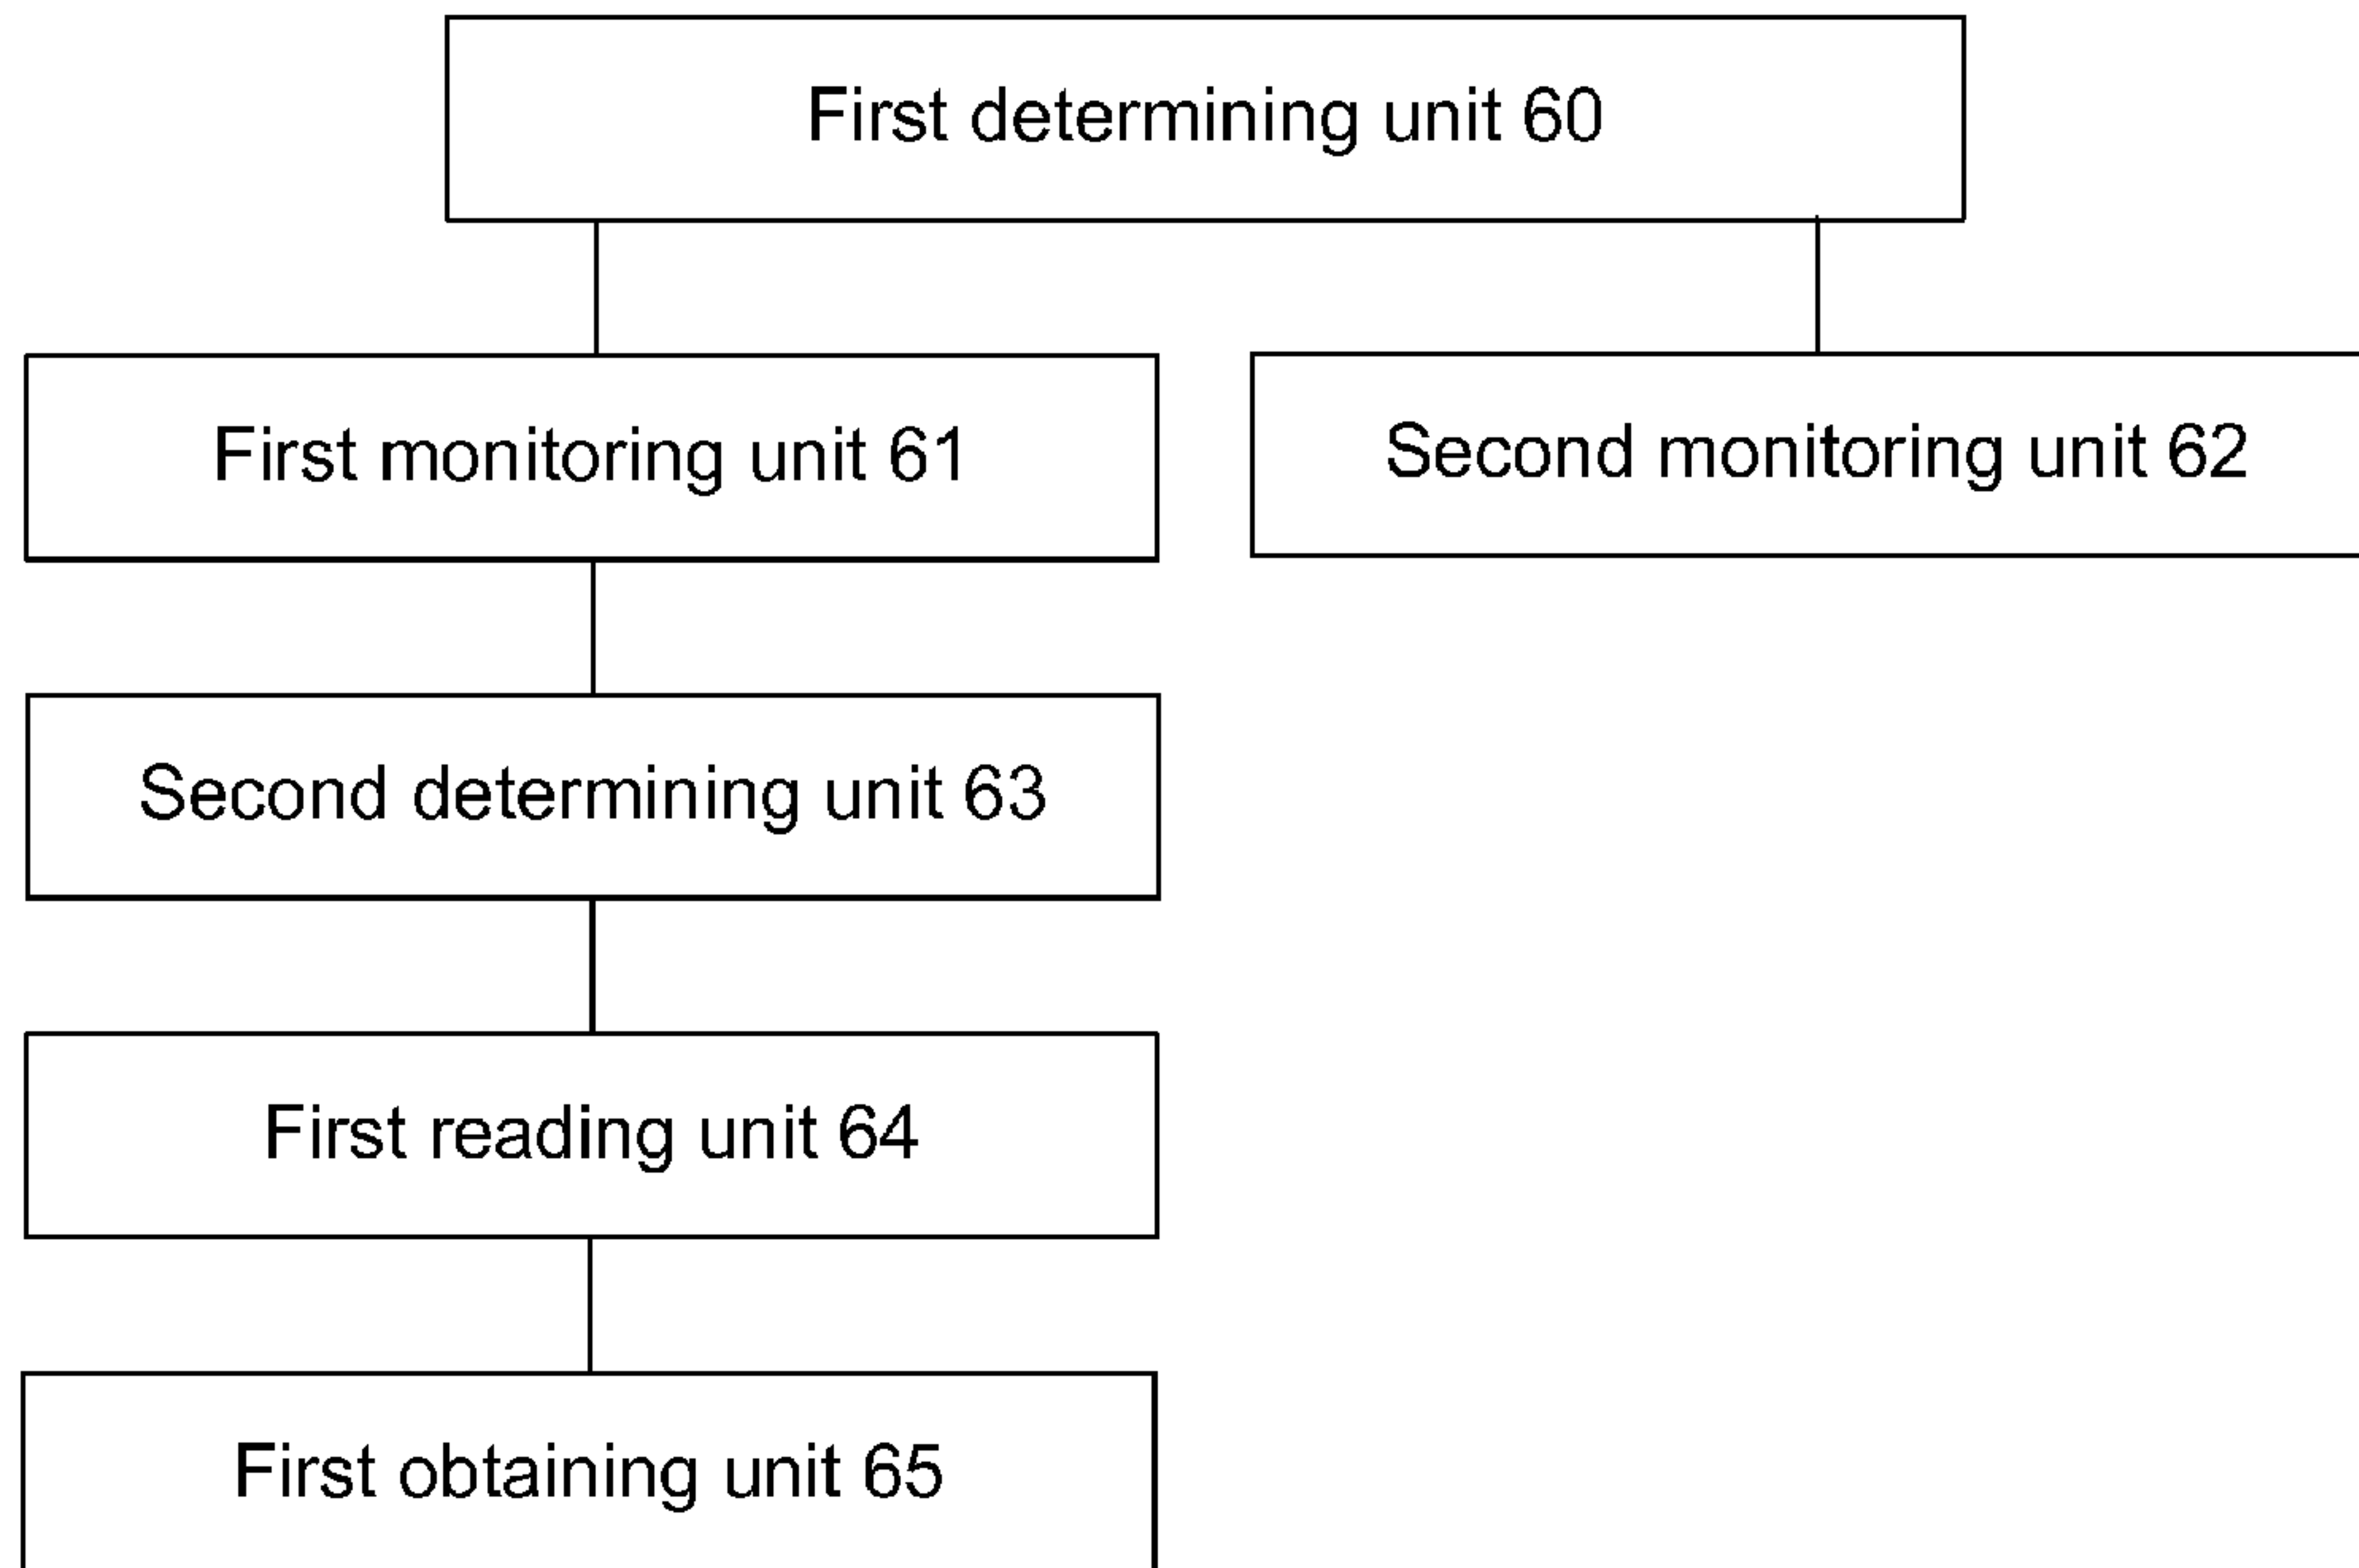 First determining unit 60
First monitoring unit 61
Second monitoring unit 62
Second determining unit 63
First reading unit 64
First obtaining unit 65